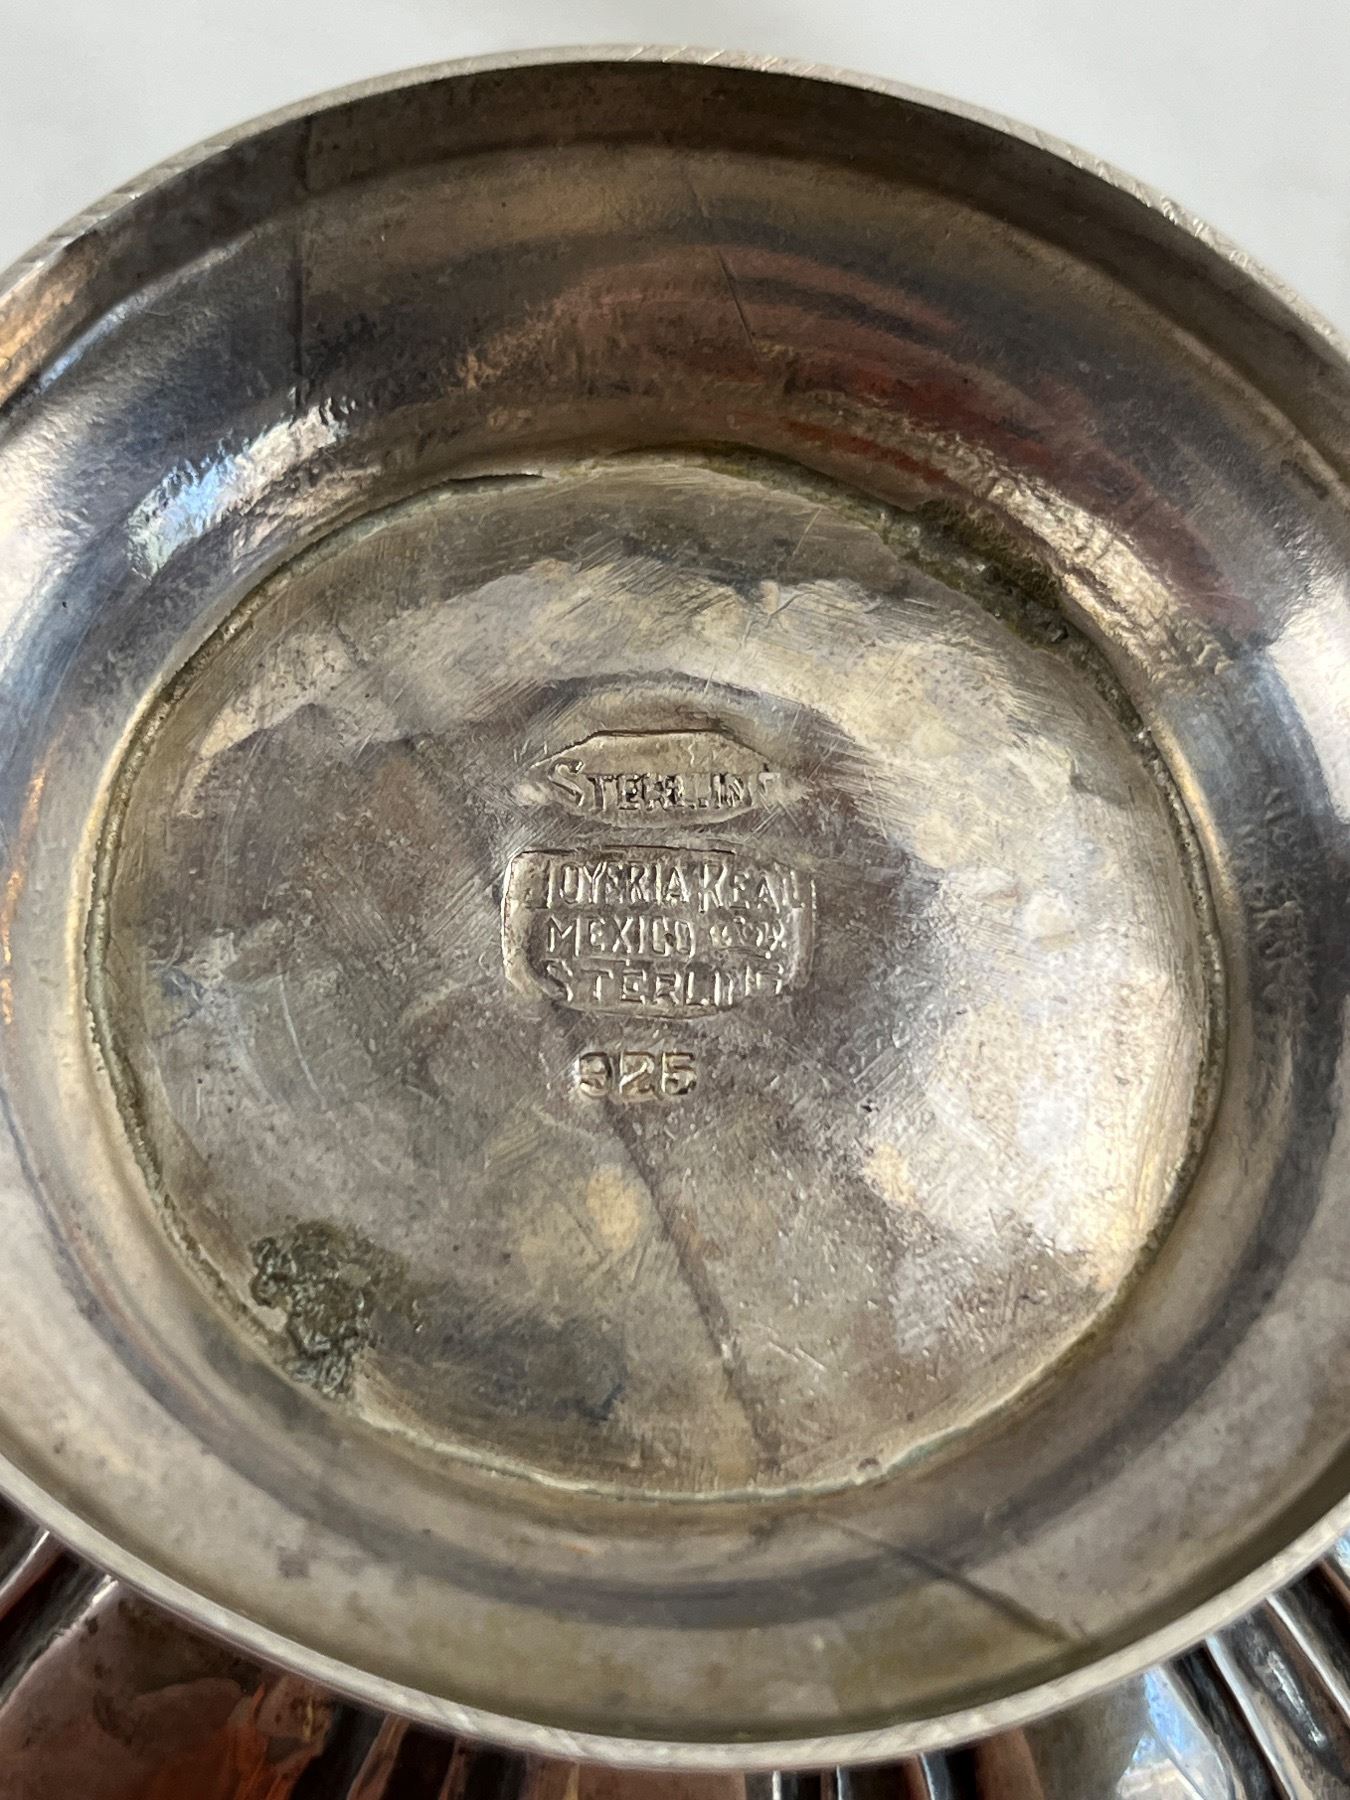 STERLING
JOYERIA REAL
MEXICO
STERLING
925